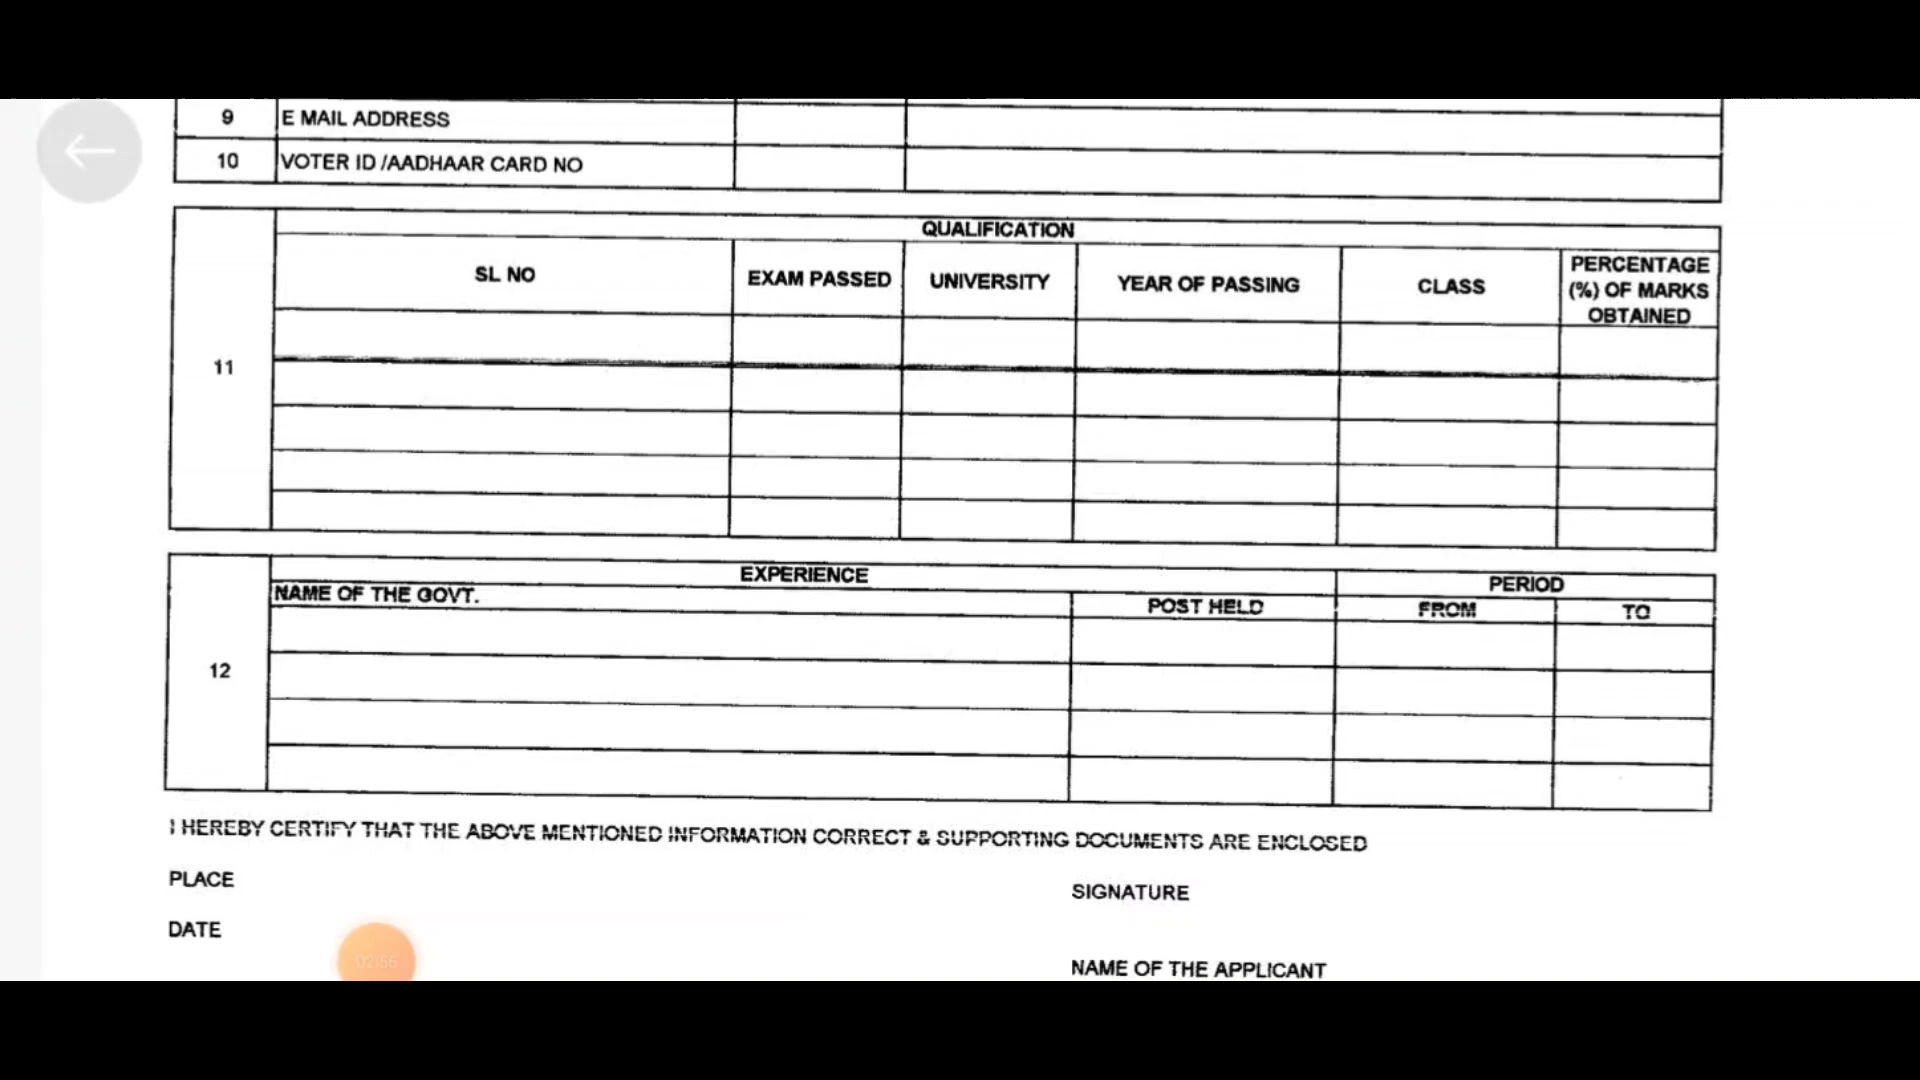 9 E MAIL ADDRESS
10 VOTER ID /AADHAAR CARD NO
QUALIFICATION
11
SL NO
EXAM PASSED
UNIVERSITY
YEAR OF PASSING
CLASS
PERCENTAGE
(%) OF MARKS
OBTAINED
12
EXPERIENCE
PERIOD
NAME OF THE GOVT.
POST HELD
FROM
TO
I HEREBY CERTIFY THAT THE ABOVE MENTIONED INFORMATION CORRECT & SUPPORTING DOCUMENTS ARE ENCLOSED
PLACE
SIGNATURE
DATE
02:55
NAME OF THE APPLICANT